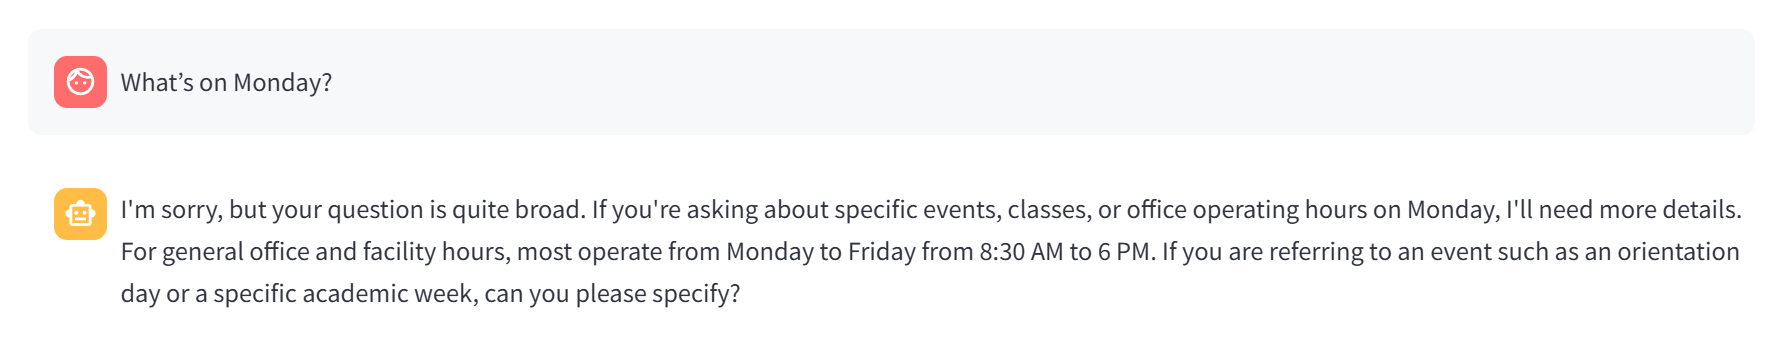 What’s on Monday?
I'm sorry, but your question is quite broad. If you're asking about specific events, classes, or office operating hours on Monday, I'll need more details.
For general office and facility hours, most operate from Monday to Friday from 8:30 AM to 6 PM. If you are referring to an event such as an orientation
day or a specific academic week, can you please specify?